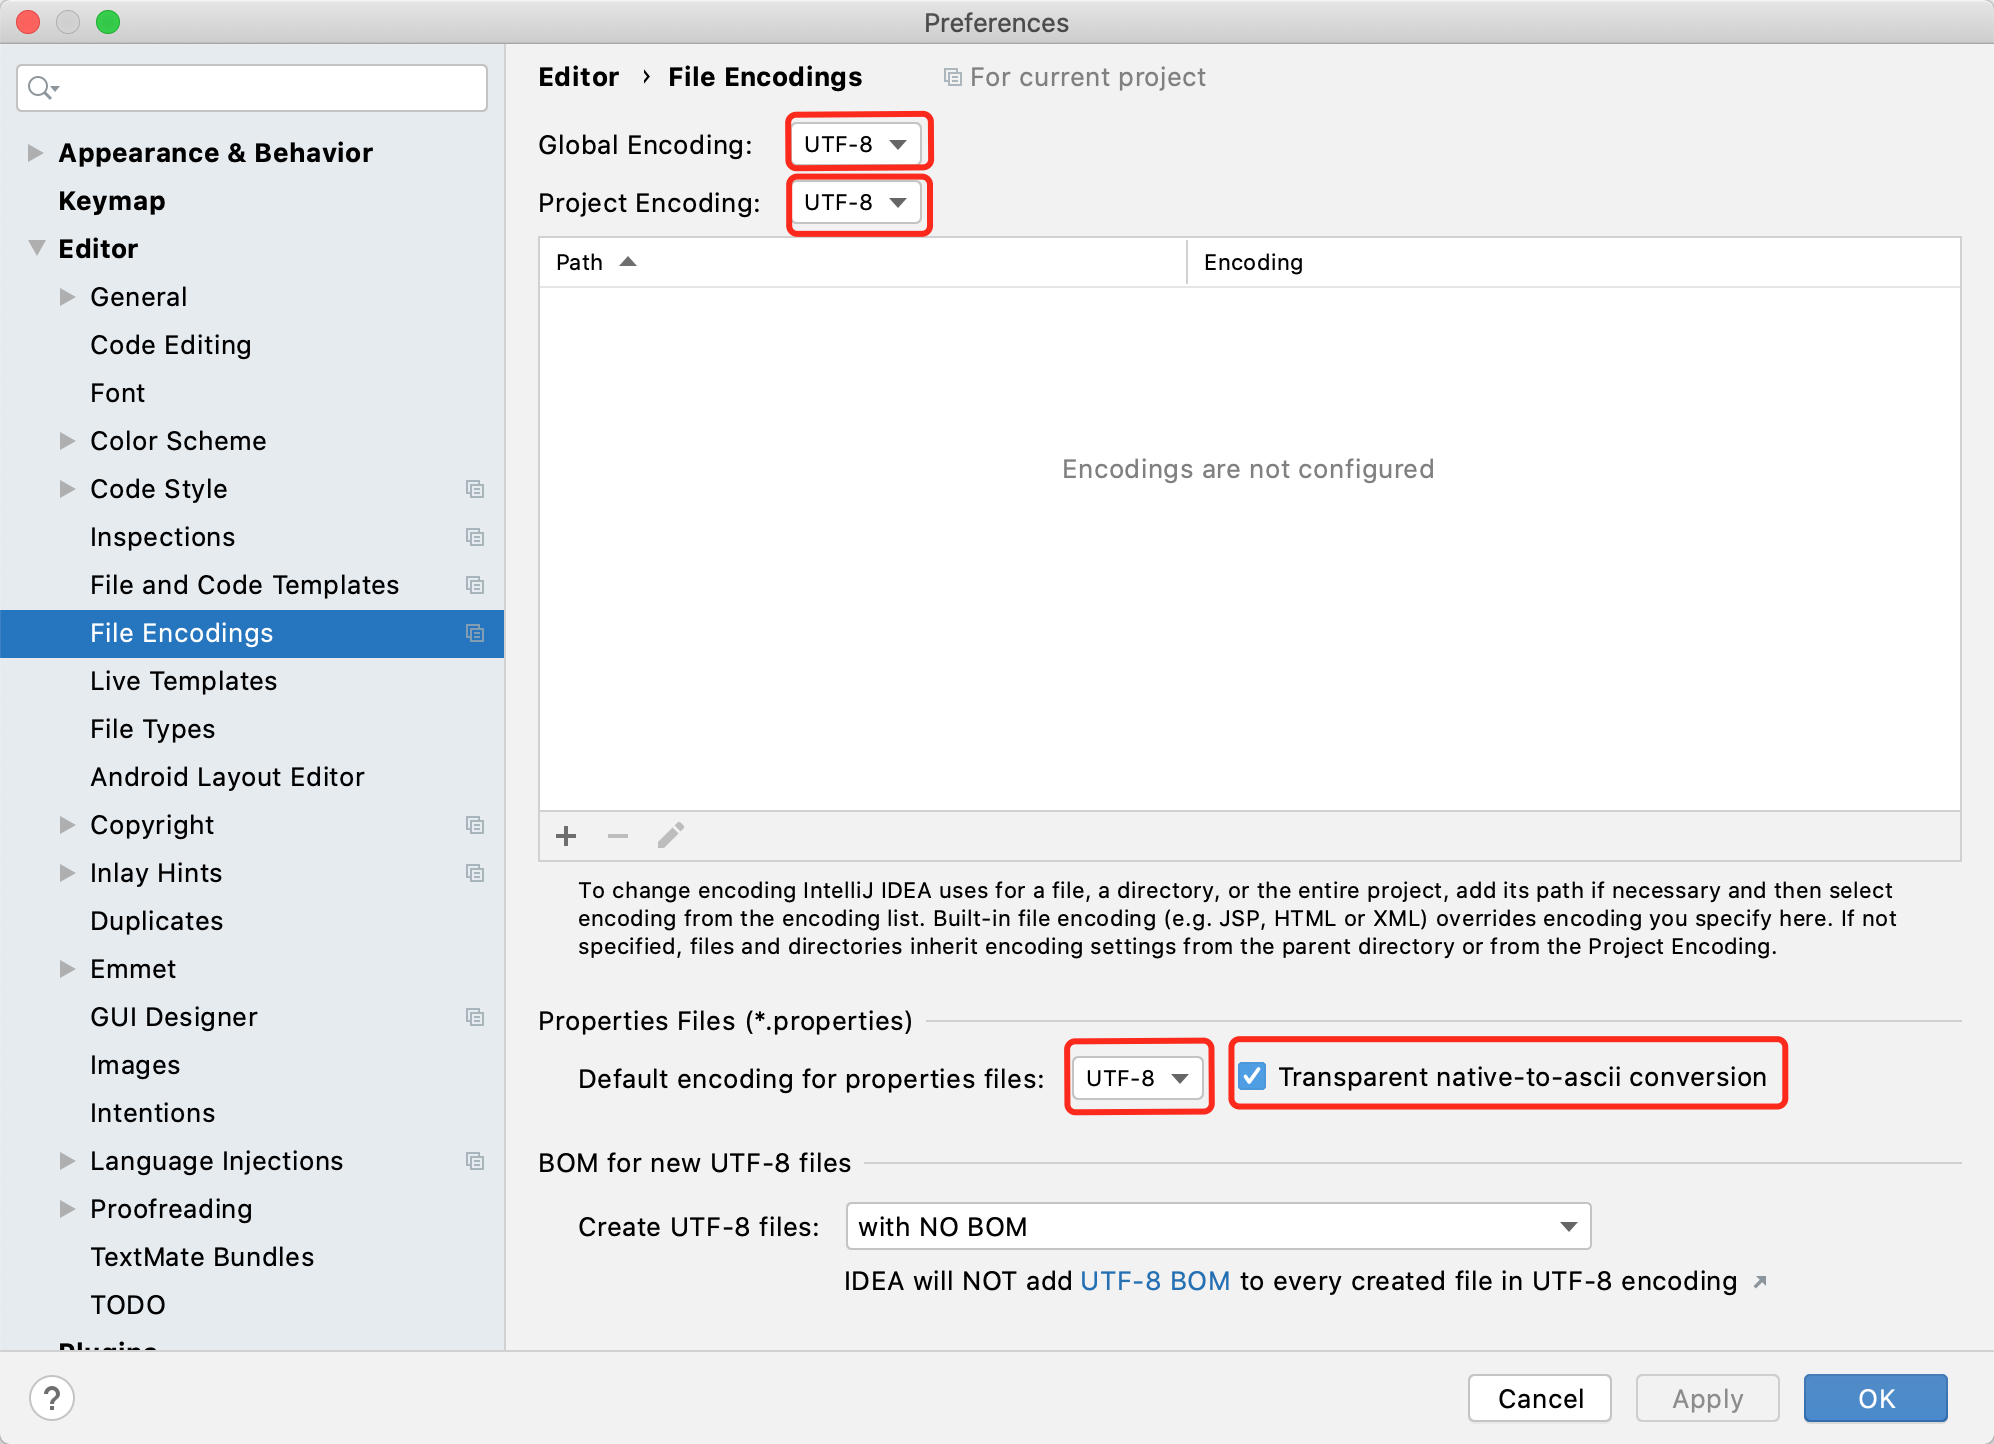 Preferences
Editor › File Encodings For current project
Appearance & Behavior
Keymap
Editor
General
Code Editing
Font
Color Scheme
Code Style
Inspections
File and Code Templates
File Encodings
Live Templates
File Types
Android Layout Editor
Copyright
Inlay Hints
Duplicates
Emmet
GUI Designer
Images
Intentions
Language Injections
Proofreading
TextMate Bundles
TODO
Plugins
Global Encoding: UTF-8
Project Encoding: UTF-8
Path Encoding
Encodings are not configured
To change encoding IntelliJ IDEA uses for a file, a directory, or the entire project, add its path if necessary and then select
encoding from the encoding list. Built-in file encoding (e.g. JSP, HTML or XML) overrides encoding you specify here. If not
specified, files and directories inherit encoding settings from the parent directory or from the Project Encoding.
Properties Files (*.properties)
Default encoding for properties files: UTF-8 Transparent native-to-ascii conversion
BOM for new UTF-8 files
Create UTF-8 files: with NO BOM
IDEA will NOT add UTF-8 BOM to every created file in UTF-8 encoding
? Cancel Apply OK